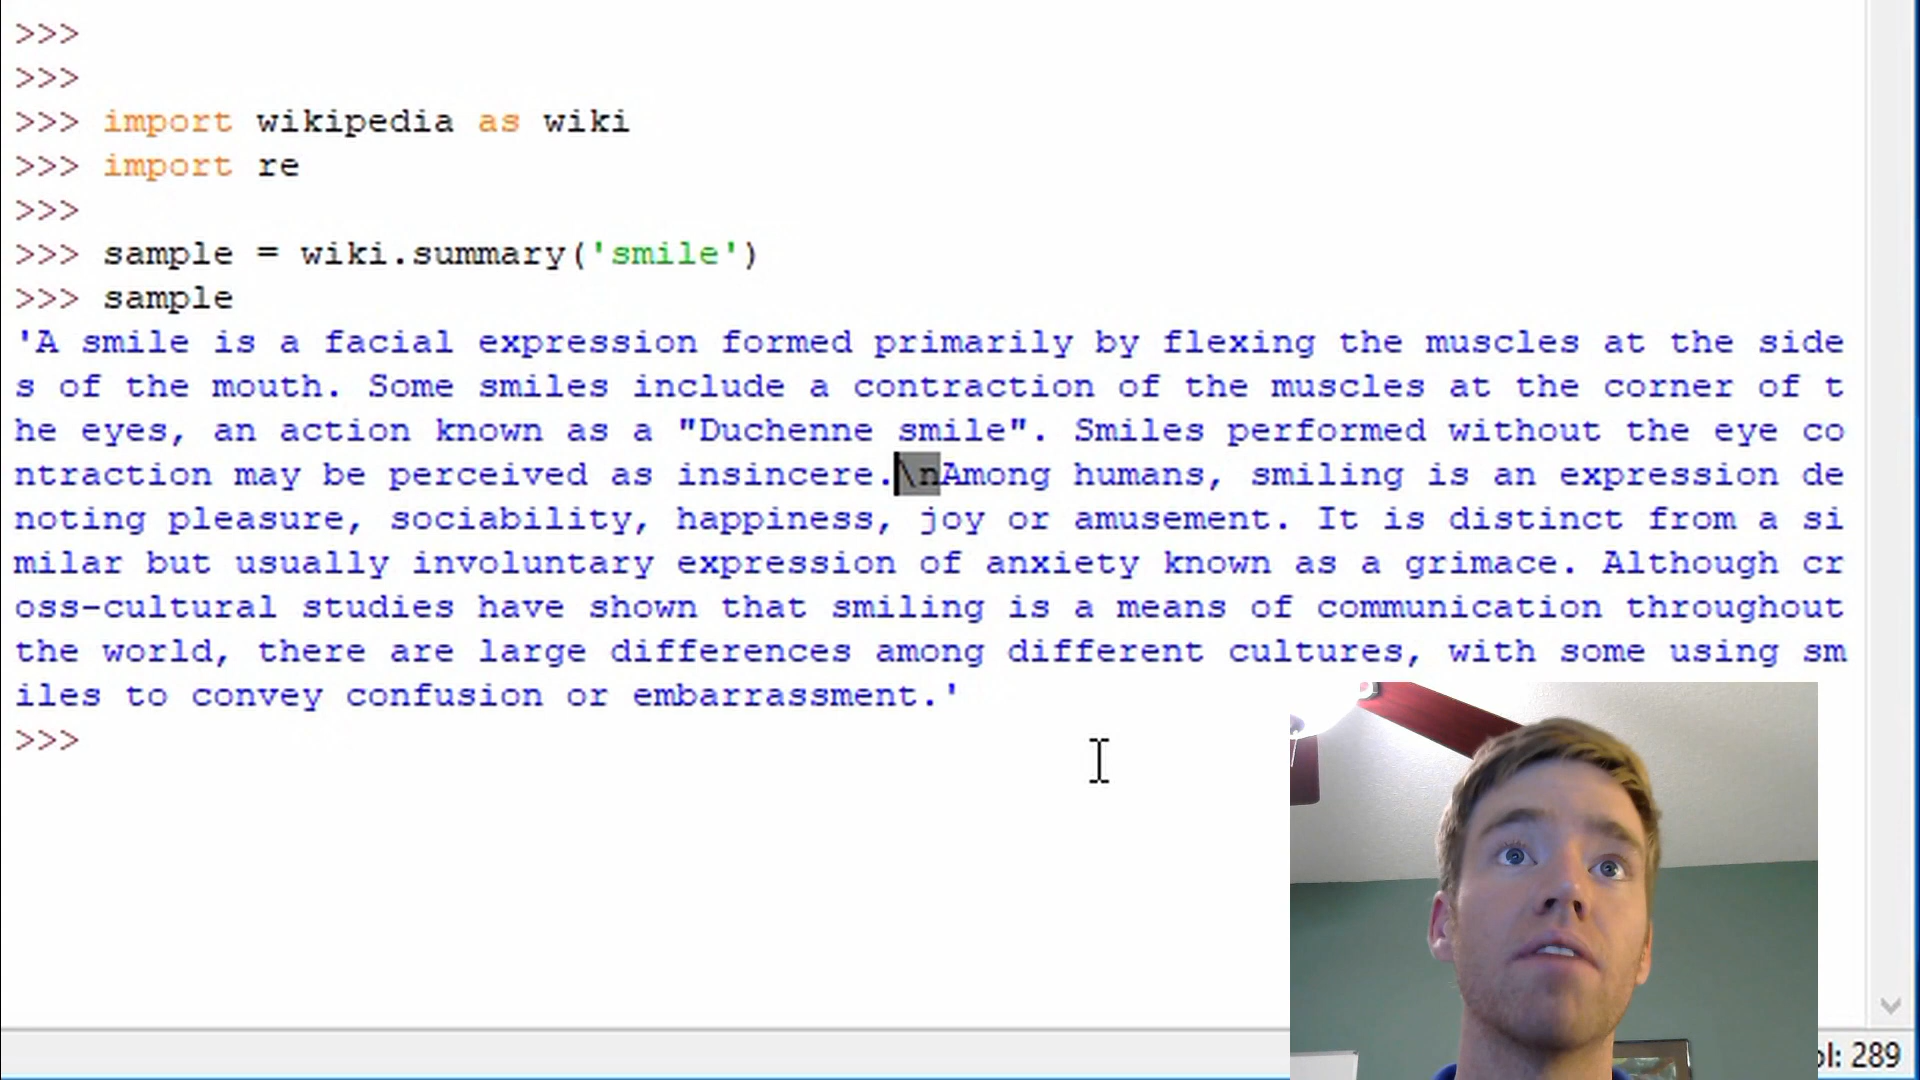 >>>
>>>
>>> import wikipedia as wiki
>>> import re
>>>
>>> sample = wiki.summary('smile')
>>> sample
'A smile is a facial expression formed primarily by flexing the muscles at the side
s of the mouth. Some smiles include a contraction of the muscles at the corner of t
he eyes, an action known as a "Duchenne smile". Smiles performed without the eye co
ntraction may be perceived as insincere.\nAmong humans, smiling is an expression de
noting pleasure, sociability, happiness, joy or amusement. It is distinct from a si
milar but usually involuntary expression of anxiety known as a grimace. Although cr
oss-cultural studies have shown that smiling is a means of communication throughout
the world, there are large differences among different cultures, with some using sm
iles to convey confusion or embarrassment.'
>>>
ol: 289